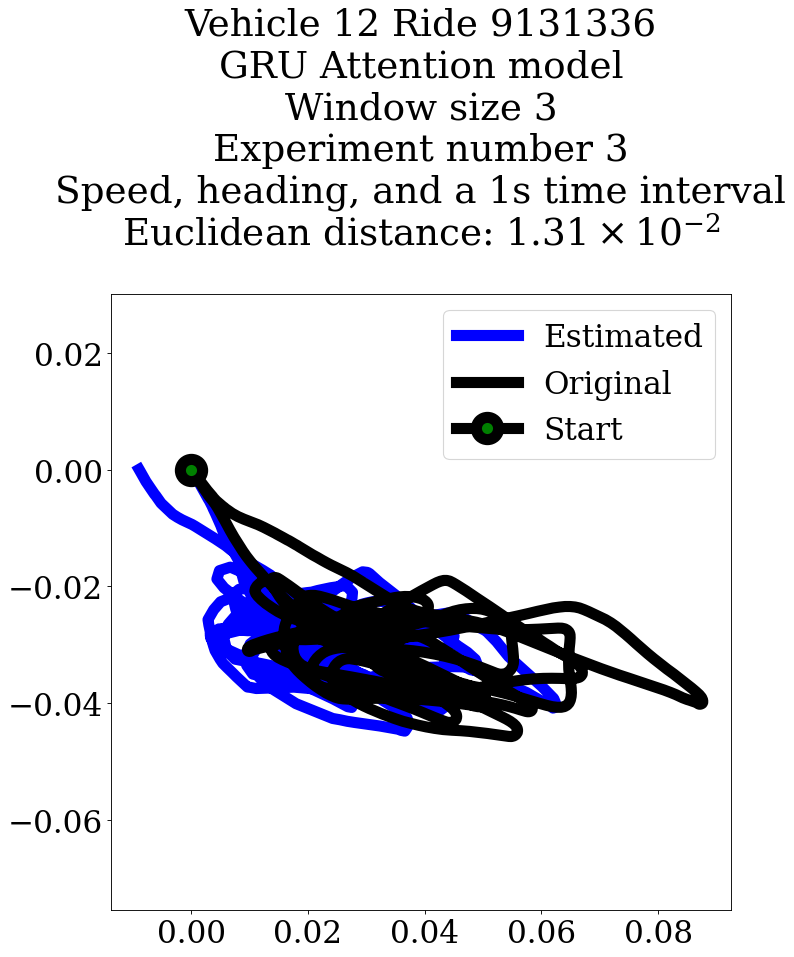 Vehicle 12 Ride 9131336
GRU Attention model
Window size 3
Experiment number 3
Speed, heading, and a 1s time interval
Euclidean distance: 1.31 × 10⁻²
Estimated
Original
Start
0.02
0.00
−0.02
−0.04
−0.06
0.00 0.02 0.04 0.06 0.08